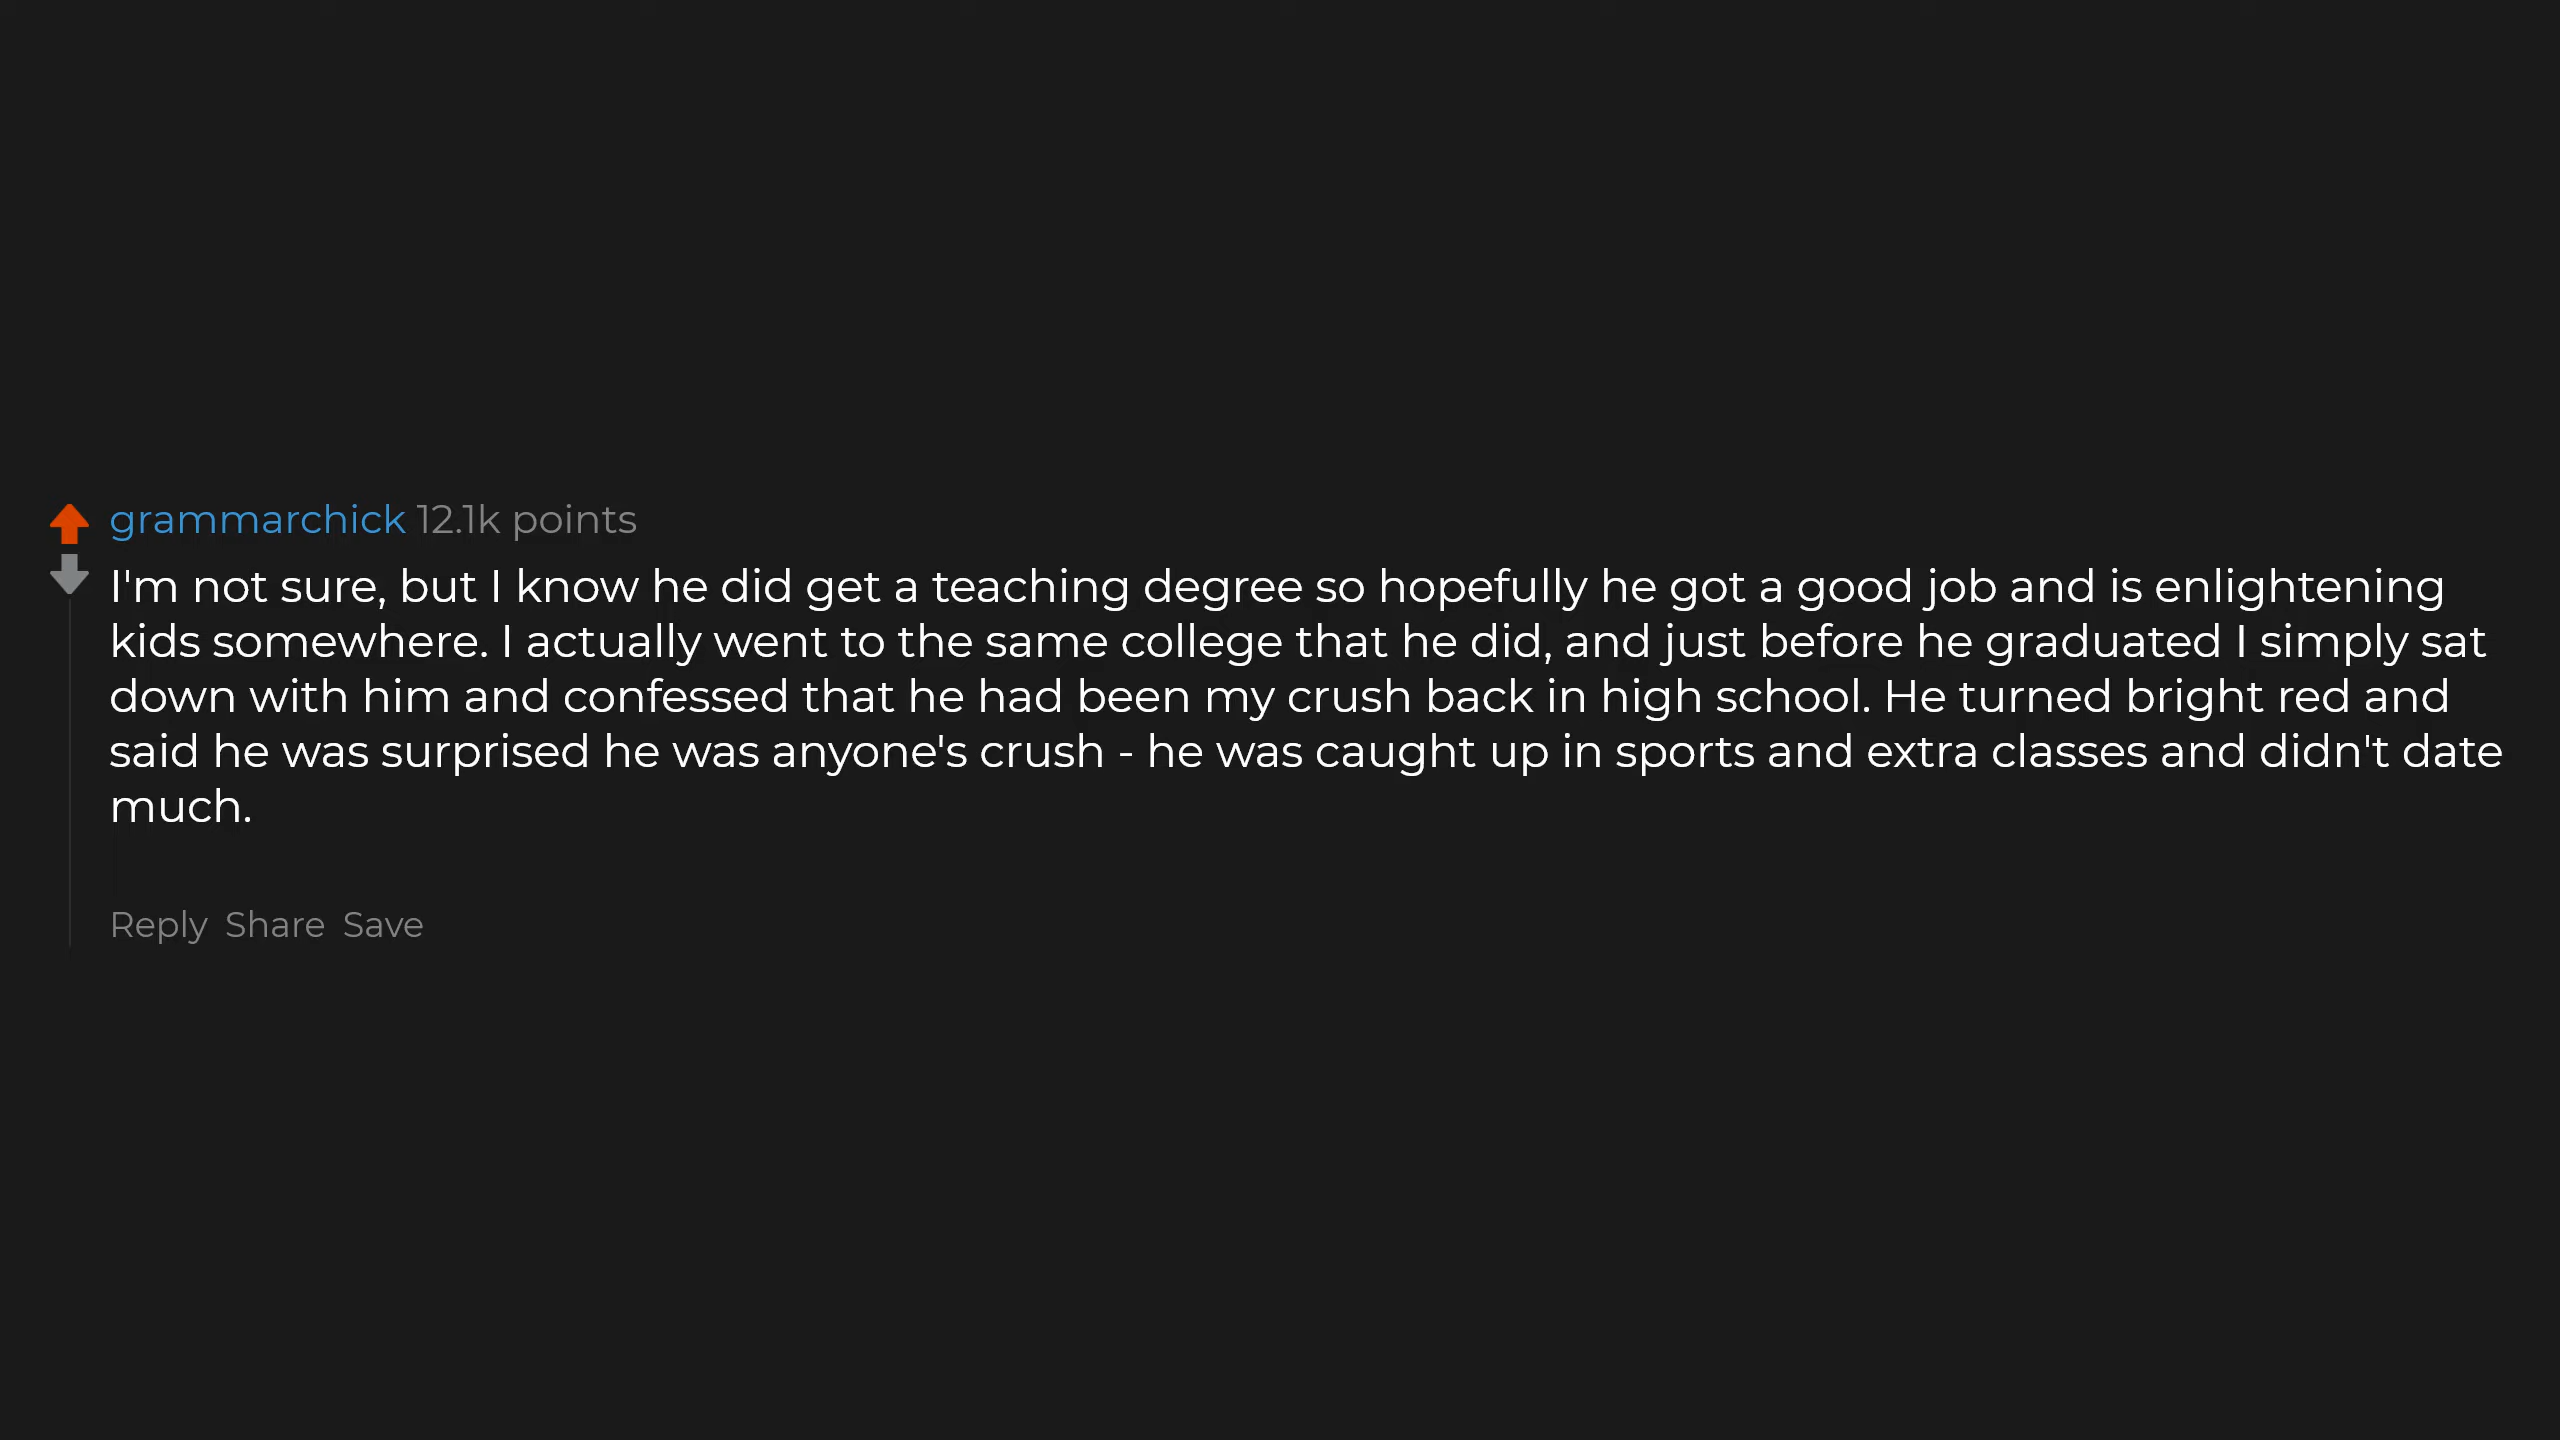 grammarchick 12.1k points
I'm not sure, but I know he did get a teaching degree so hopefully he got a good job and is enlightening
kids somewhere. I actually went to the same college that he did, and just before he graduated I simply sat
down with him and confessed that he had been my crush back in high school. He turned bright red and
said he was surprised he was anyone's crush - he was caught up in sports and extra classes and didn't date
much.
Reply Share Save